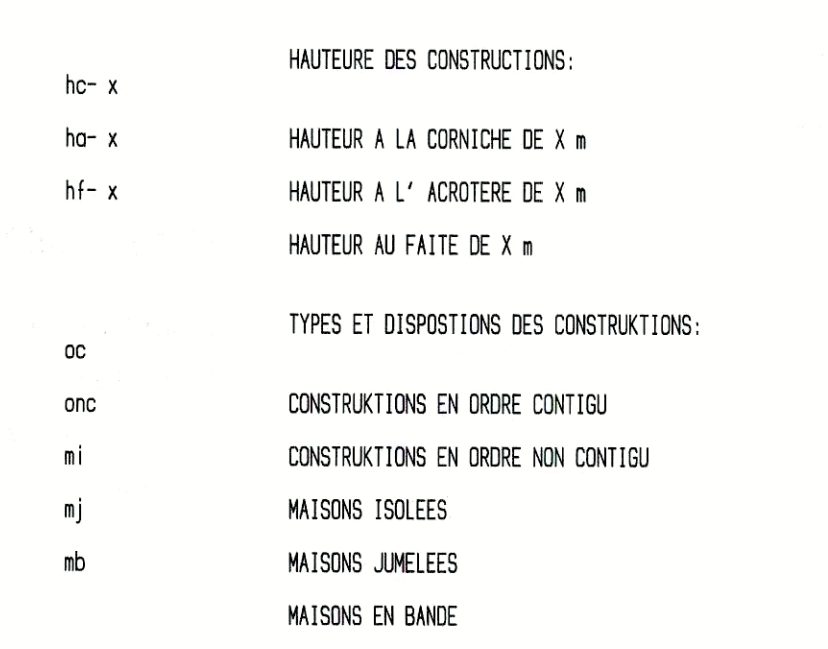 HAUTEURE DES CONSTRUCTIONS:
hc- x
ha- x HAUTEUR A LA CORNICHE DE X m
hf- x HAUTEUR A L' ACROTERE DE X m
HAUTEUR AU FAITE DE X m
TYPES ET DISPOSTIONS DES CONSTRUKTIONS:
oc
onc CONSTRUKTIONS EN ORDRE CONTIGU
mi CONSTRUKTIONS EN ORDRE NON CONTIGU
mj MAISONS ISOLEES
mb MAISONS JUMELEES
MAISONS EN BANDE